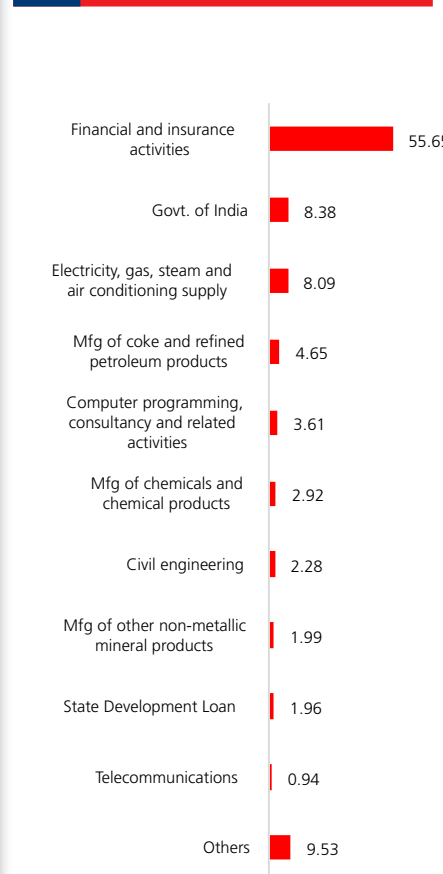 Financial and insurance
activities
55.65
Govt. of India
8.38
Electricity, gas, steam and
air conditioning supply
8.09
Mfg of coke and refined
petroleum products
4.65
Computer programming,
consultancy and related
activities
3.61
Mfg of chemicals and
chemical products
2.92
Civil engineering
2.28
Mfg of other non-metallic
mineral products
1.99
State Development Loan
1.96
Telecommunications
0.94
Others
9.53